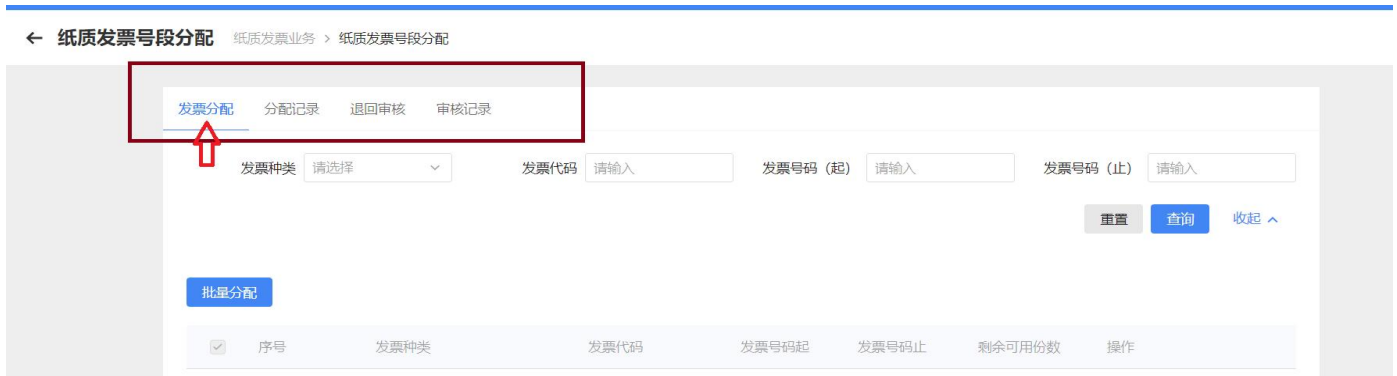 ← 纸质发票号段分配 纸质发票业务 > 纸质发票号段分配
发票分配 分配记录 退回审核 审核记录
发票种类 请选择 发票代码 请输入 发票号码（起） 请输入 发票号码（止） 请输入
重置 查询 收起
批量分配
序号 发票种类 发票代码 发票号码起 发票号码止 剩余可用份数 操作